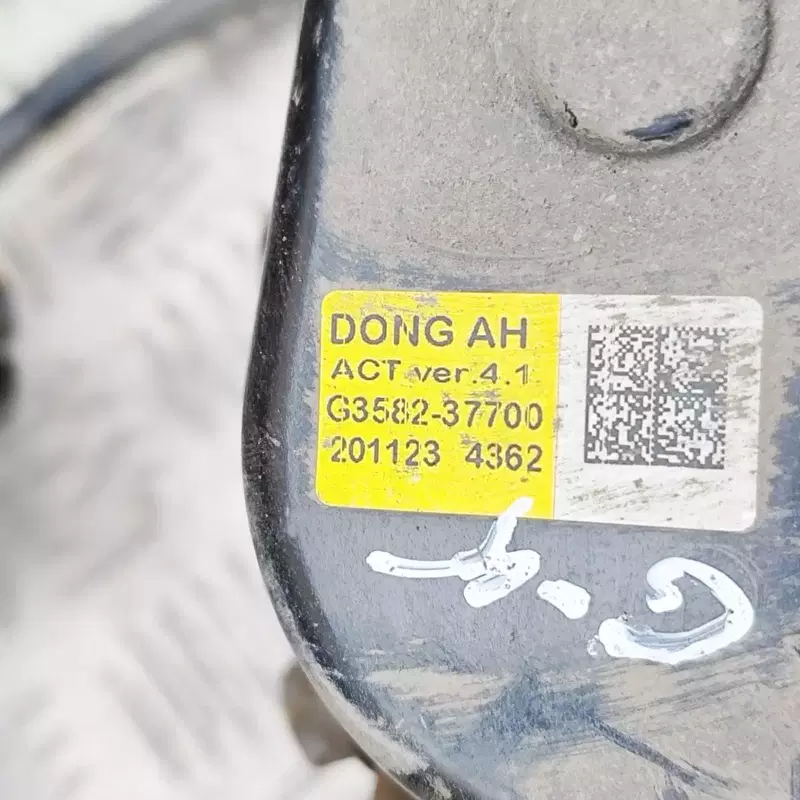 DONG AH
ACT ver.4.1
G3582-37700
201123 4362